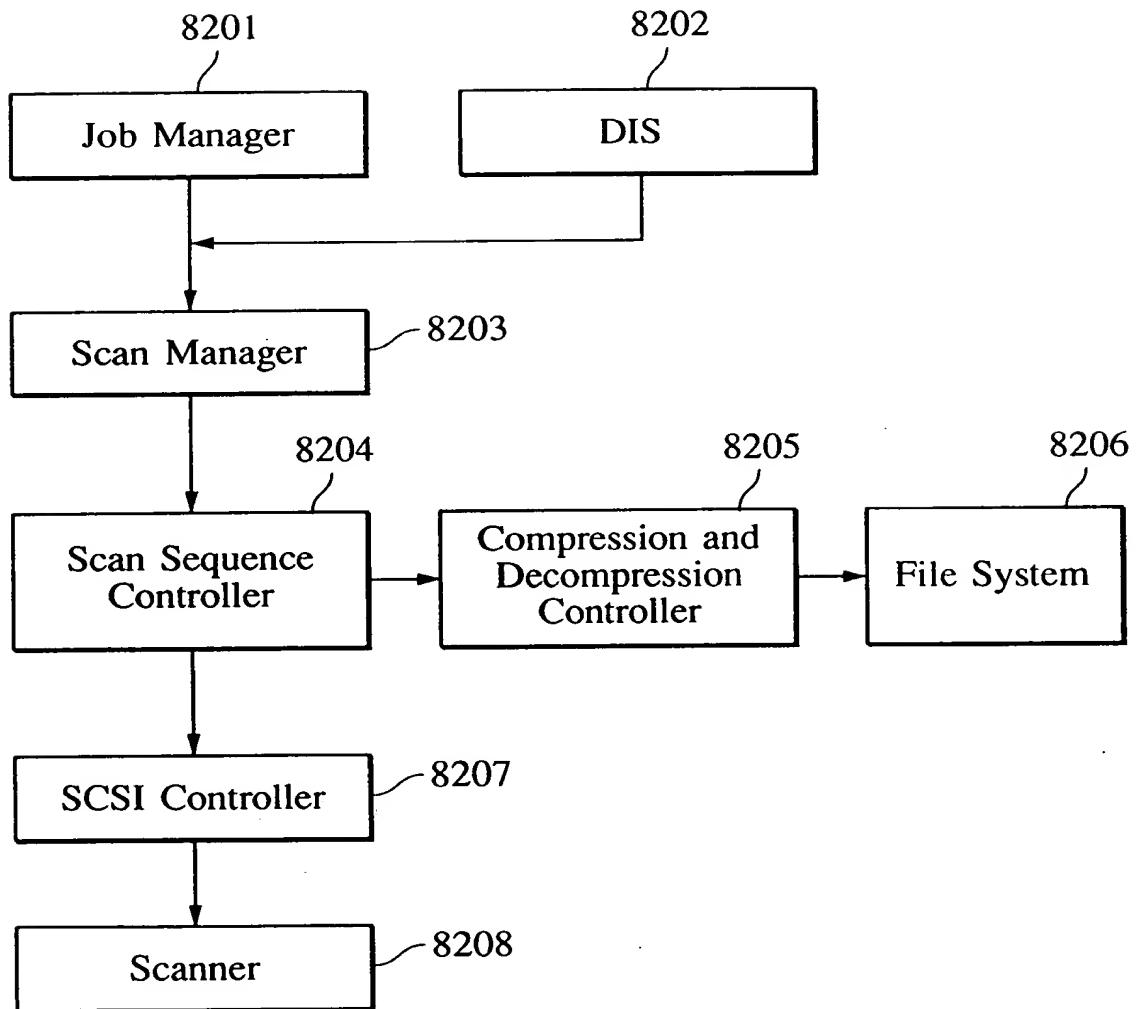 8201
8202
Job Manager
DIS
Scan Manager
8203
8204
8205
8206
Scan Sequence
Controller
Compression and
Decompression
Controller
File System
SCSI Controller
8207
Scanner
8208